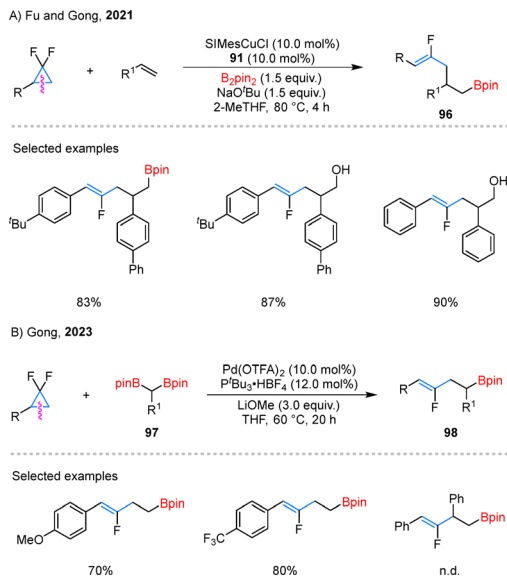 A) Fu and Gong, 2021
F F
R
+
R¹
SIMesCuCl (10.0 mol%)
91 (10.0 mol%)
B₂pin₂ (1.5 equiv.)
NaOᵗBu (1.5 equiv.)
2-MeTHF, 80 °C, 4 h
F
R
R¹
Bpin
96
Selected examples
Bpin
F
ᵗBu
Ph
83%
OH
F
ᵗBu
Ph
87%
OH
F
90%
B) Gong, 2023
F F
R
+
pinB Bpin
R¹
97
Pd(OTFA)₂ (10.0 mol%)
PᵗBu₃•HBF₄ (12.0 mol%)
LiOMe (3.0 equiv.)
THF, 60 °C, 20 h
R
F
Bpin
R¹
98
Selected examples
Bpin
F
MeO
70%
Bpin
F
F₃C
80%
Ph
Ph
Bpin
F
n.d.